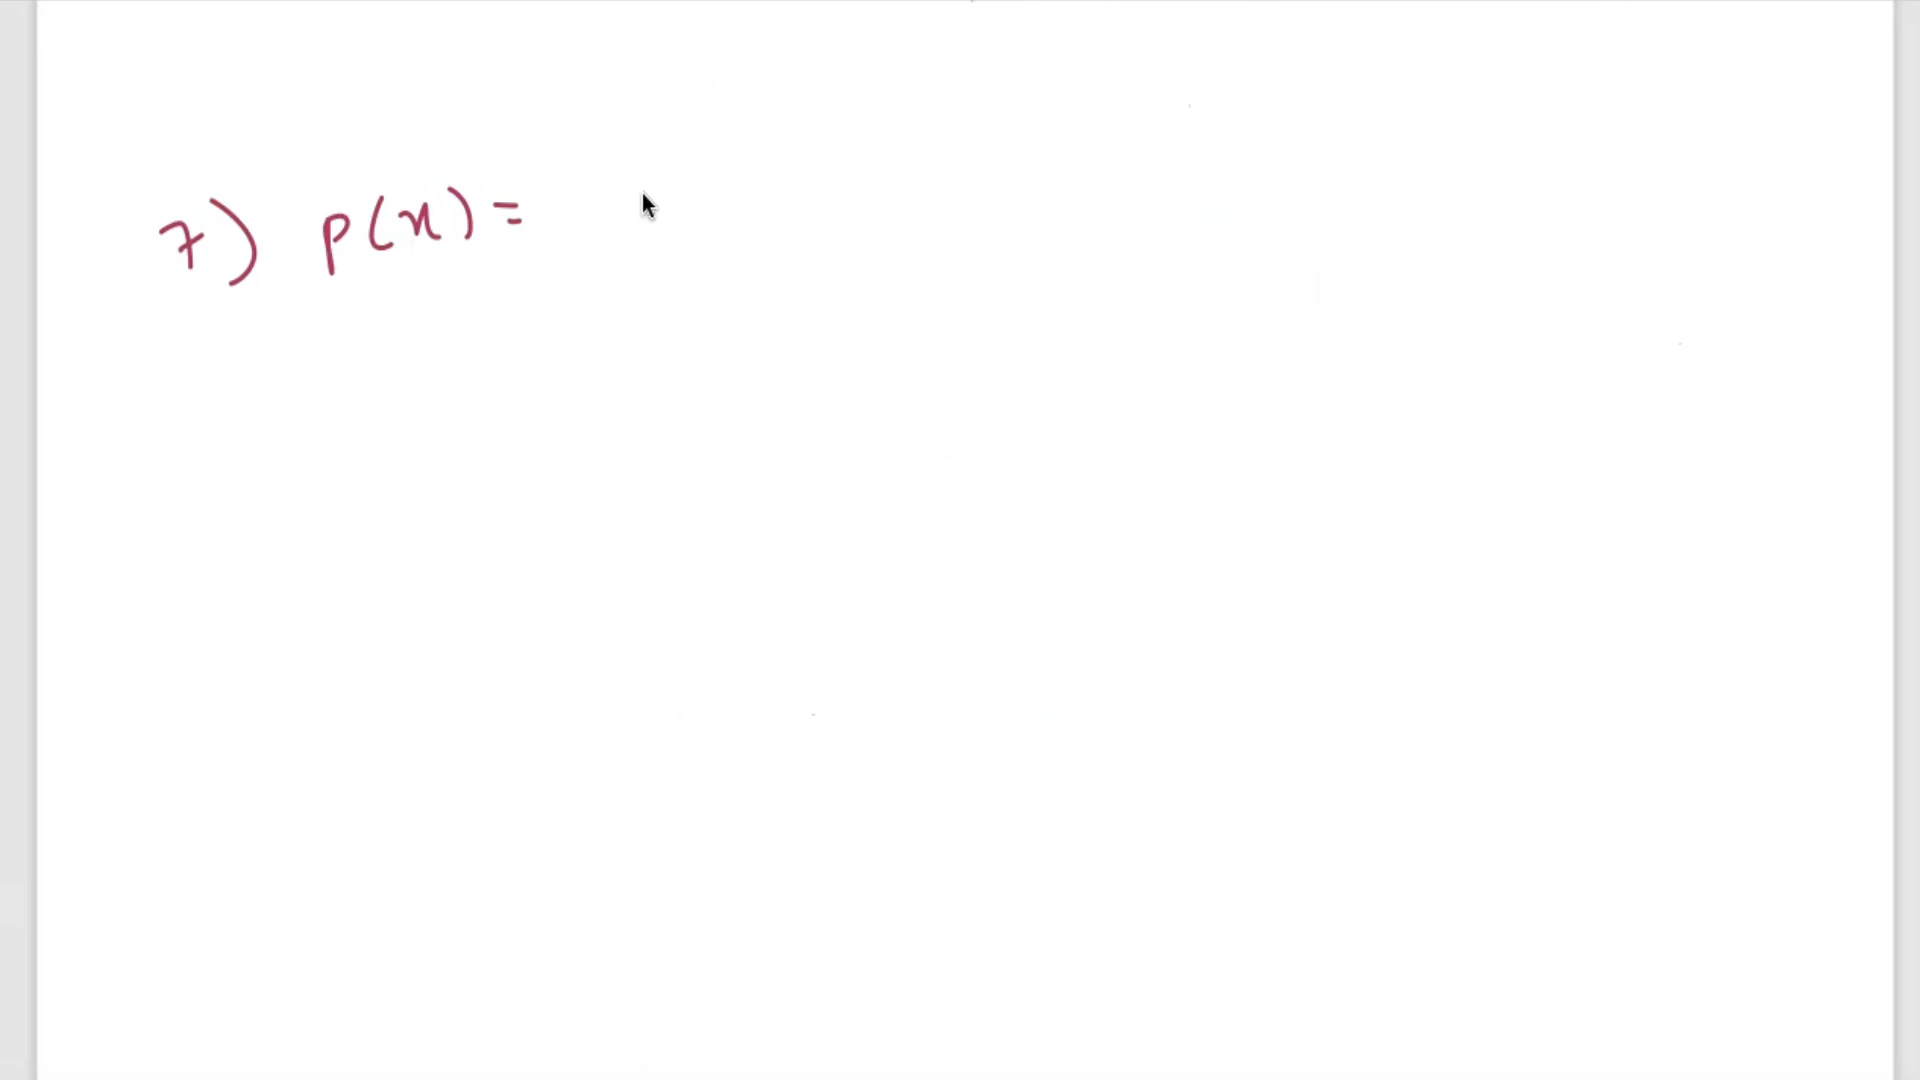 7) p(x) =